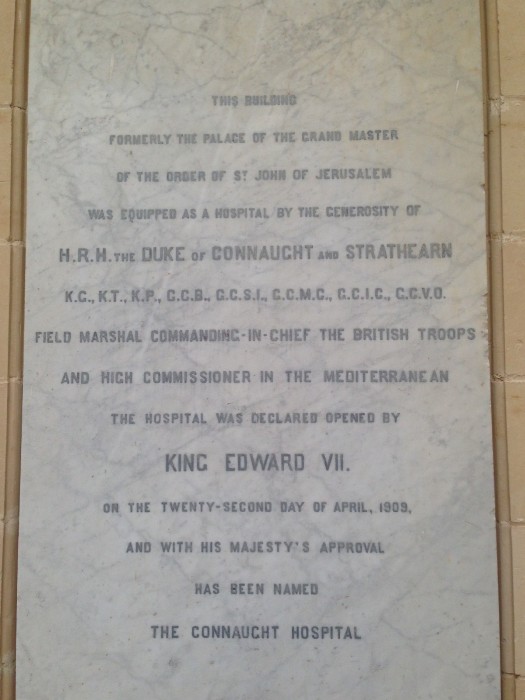 THIS BUILDING
FORMERLY THE PALACE OF THE GRAND MASTER
OF THE ORDER OF ST JOHN OF JERUSALEM
WAS EQUIPPED AS A HOSPITAL BY THE GENEROSITY OF
H.R.H. THE DUKE OF CONNAUGHT AND STRATHEARN
K.G., K.T., K.P., G.C.B., G.C.S.I., G.C.M.G., G.C.I.E., G.C.V.O.
FIELD MARSHAL COMMANDING-IN-CHIEF THE BRITISH TROOPS
AND HIGH COMMISSIONER IN THE MEDITERRANEAN
THE HOSPITAL WAS DECLARED OPENED BY
KING EDWARD VII.
ON THE TWENTY-SECOND DAY OF APRIL, 1909,
AND WITH HIS MAJESTY'S APPROVAL
HAS BEEN NAMED
THE CONNAUGHT HOSPITAL